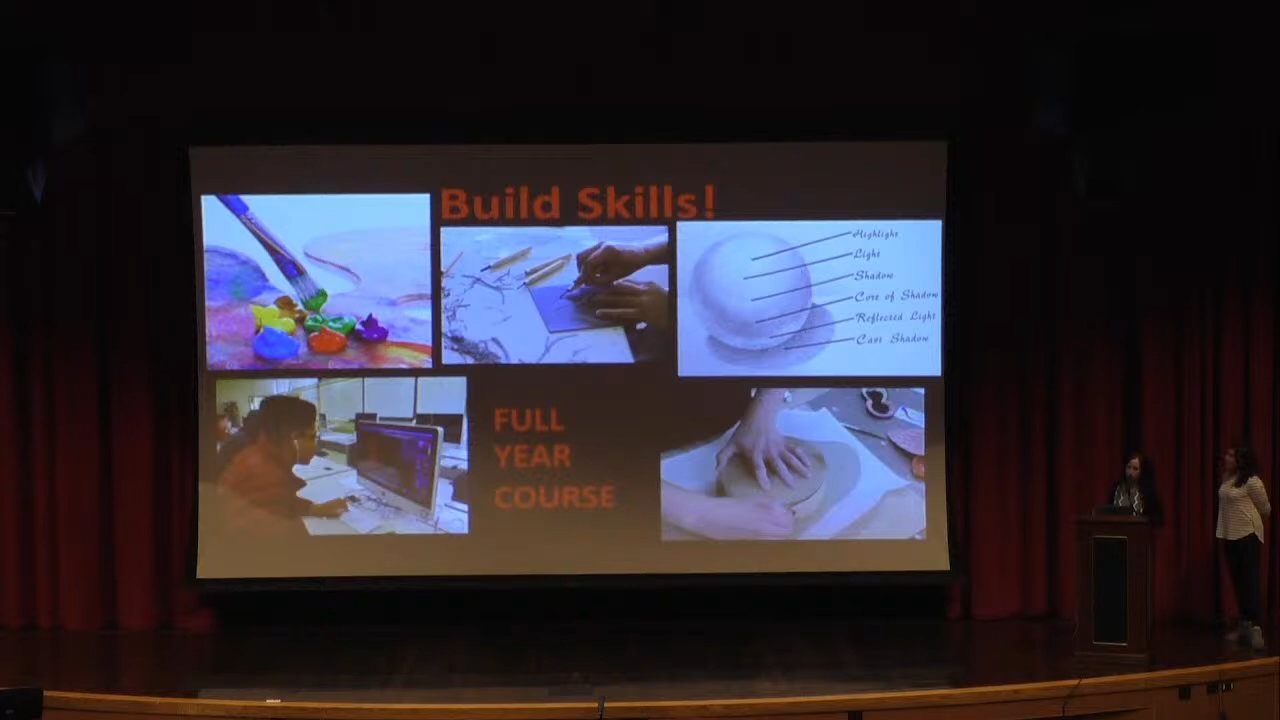 Build Skills!
Highlight
Light
Shadow
Core of Shadow
Reflected Light
Cast Shadow
FULL
YEAR
COURSE